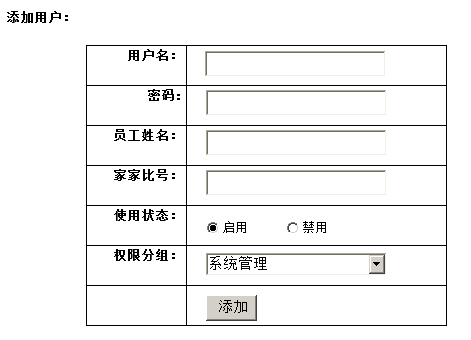 添加用户：
用户名：
密码：
员工姓名：
家家比号：
使用状态： 启用 禁用
权限分组： 系统管理
添加